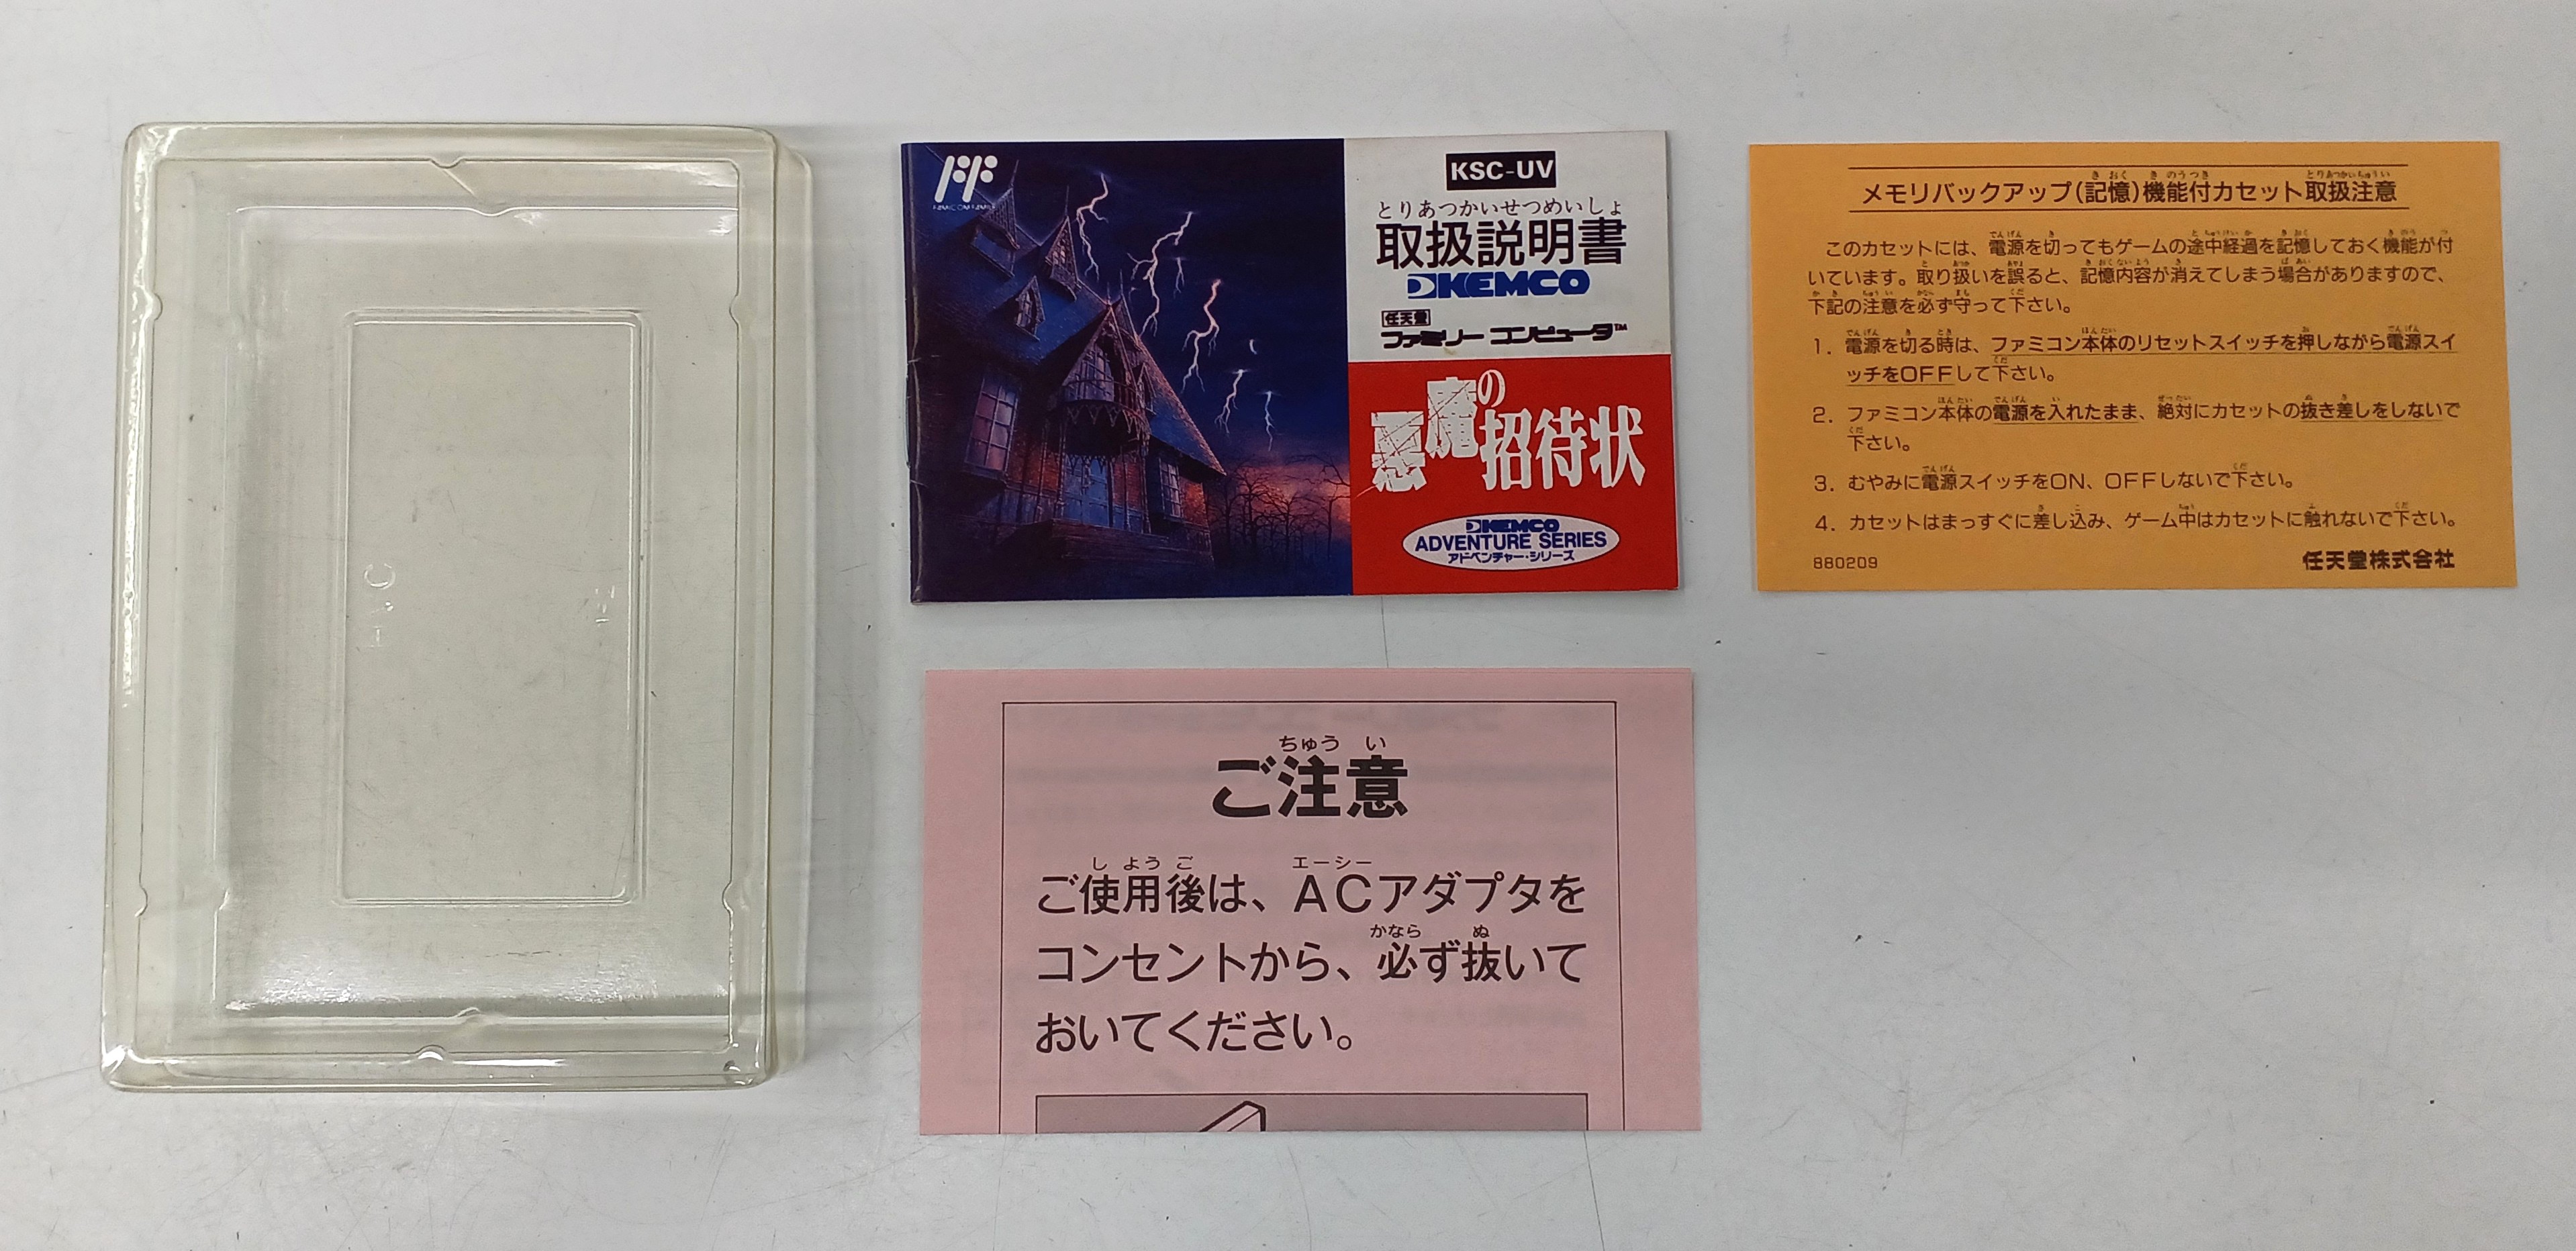 FAMICOM FAMILY
KSC-UV
とりあつかいせつめいしょ
取扱説明書
KEMCO
任天堂
ファミリー コンピュータ™
悪魔の招待状
KEMCO
ADVENTURE SERIES
アドベンチャー・シリーズ
メモリバックアップ(記憶)機能付カセット取扱注意
このカセットには、電源を切ってもゲームの途中経過を記憶しておく機能が付
いています。取り扱いを誤ると、記憶内容が消えてしまう場合がありますので、
下記の注意を必ず守って下さい。
1. 電源を切る時は、ファミコン本体のリセットスイッチを押しながら電源スイ
ッチをOFFして下さい。
2. ファミコン本体の電源を入れたまま、絶対にカセットの抜き差しをしないで
下さい。
3. むやみに電源スイッチをON、OFFしないで下さい。
4. カセットはまっすぐに差し込み、ゲーム中はカセットに触れないで下さい。
880209
任天堂株式会社
ちゅう い
ご注意
し よう ご エーシー
ご使用後は、ACアダプタを
かなら ぬ
コンセントから、必ず抜いて
おいてください。